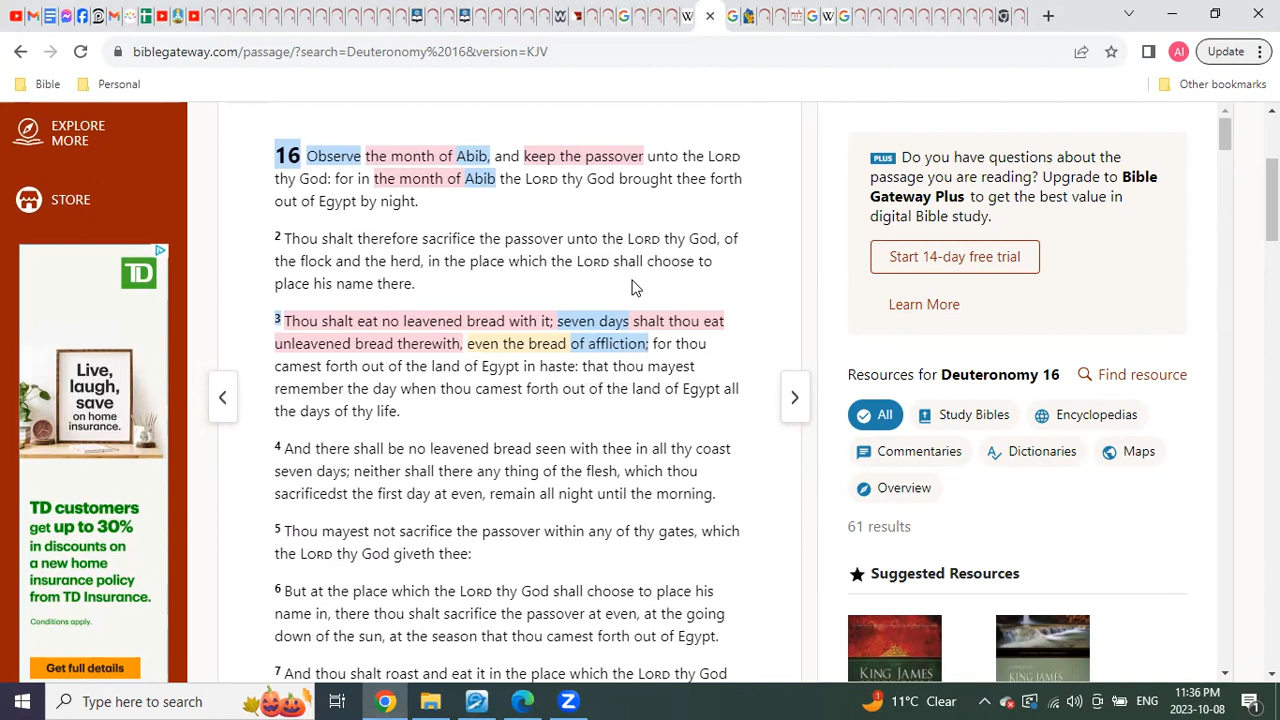 biblegateway.com/passage/?search=Deuteronomy%2016&version=KJV
AI
Update
Bible
Personal
Other bookmarks
EXPLORE
MORE
STORE
TD
Live,
laugh,
save
on home
insurance.
TD customers
get up to 30%
in discounts on
a new home
insurance policy
from TD Insurance.
Conditions apply.
Get full details
16 Observe the month of Abib, and keep the passover unto the LORD
thy God: for in the month of Abib the LORD thy God brought thee forth
out of Egypt by night.
2 Thou shalt therefore sacrifice the passover unto the LORD thy God, of
the flock and the herd, in the place which the LORD shall choose to
place his name there.
3 Thou shalt eat no leavened bread with it; seven days shalt thou eat
unleavened bread therewith, even the bread of affliction; for thou
camest forth out of the land of Egypt in haste: that thou mayest
remember the day when thou camest forth out of the land of Egypt all
the days of thy life.
4 And there shall be no leavened bread seen with thee in all thy coast
seven days; neither shall there any thing of the flesh, which thou
sacrificedst the first day at even, remain all night until the morning.
5 Thou mayest not sacrifice the passover within any of thy gates, which
the LORD thy God giveth thee:
6 But at the place which the LORD thy God shall choose to place his
name in, there thou shalt sacrifice the passover at even, at the going
down of the sun, at the season that thou camest forth out of Egypt.
7 And thou shalt roast and eat it in the place which the LORD thy God
PLUS Do you have questions about the
passage you are reading? Upgrade to Bible
Gateway Plus to get the best value in
digital Bible study.
Start 14-day free trial
Learn More
Resources for Deuteronomy 16
Find resource
All
Study Bibles
Encyclopedias
Commentaries
Dictionaries
Maps
Overview
61 results
Suggested Resources
KING JAMES
KING JAMES
Type here to search
1
11°C Clear
ENG
11:36 PM
2023-10-08
1